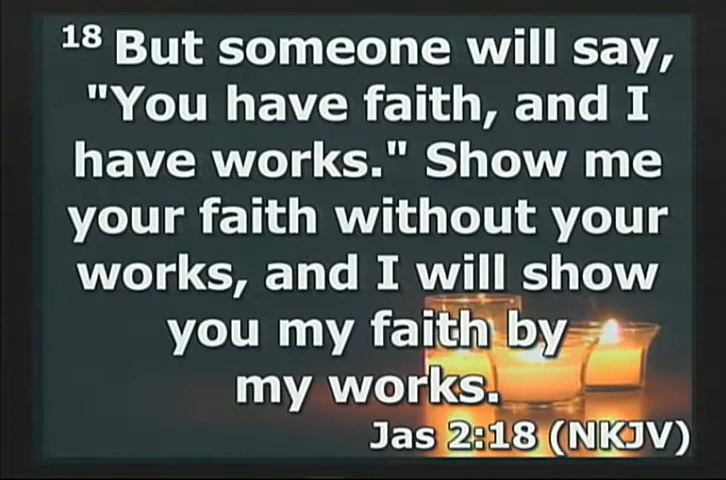 18 But someone will say,
"You have faith, and I
have works." Show me
your faith without your
works, and I will show
you my faith by
my works.
Jas 2:18 (NKJV)